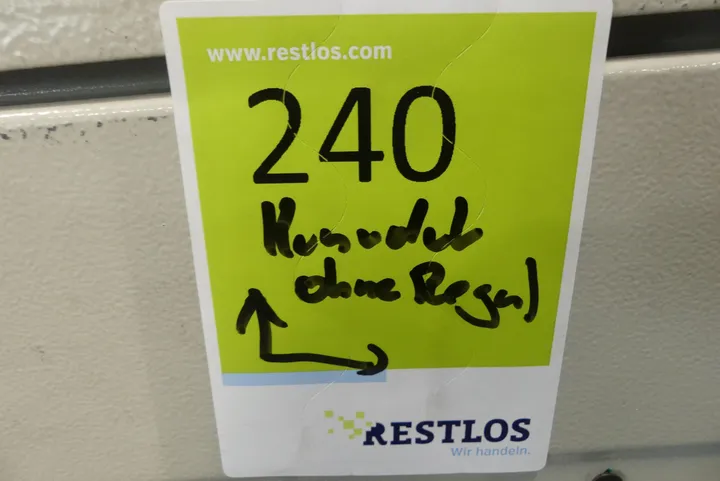 www.restlos.com
240
ohne Regal
RESTLOS
Wir handeln.